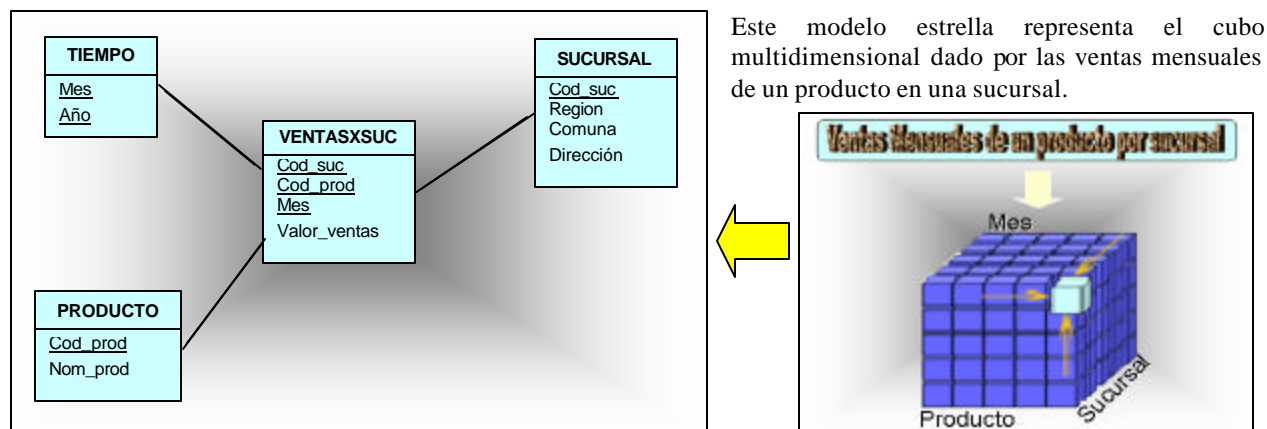 TIEMPO
Mes
Año
SUCURSAL
Cod_suc
Region
Comuna
Dirección
VENTASXSUC
Cod_suc
Cod_prod
Mes
Valor_ventas
PRODUCTO
Cod_prod
Nom_prod
Este modelo estrella representa el cubo
multidimensional dado por las ventas mensuales
de un producto en una sucursal.
Ventas Mensuales de un producto por sucursal
Mes
Producto
Sucursal